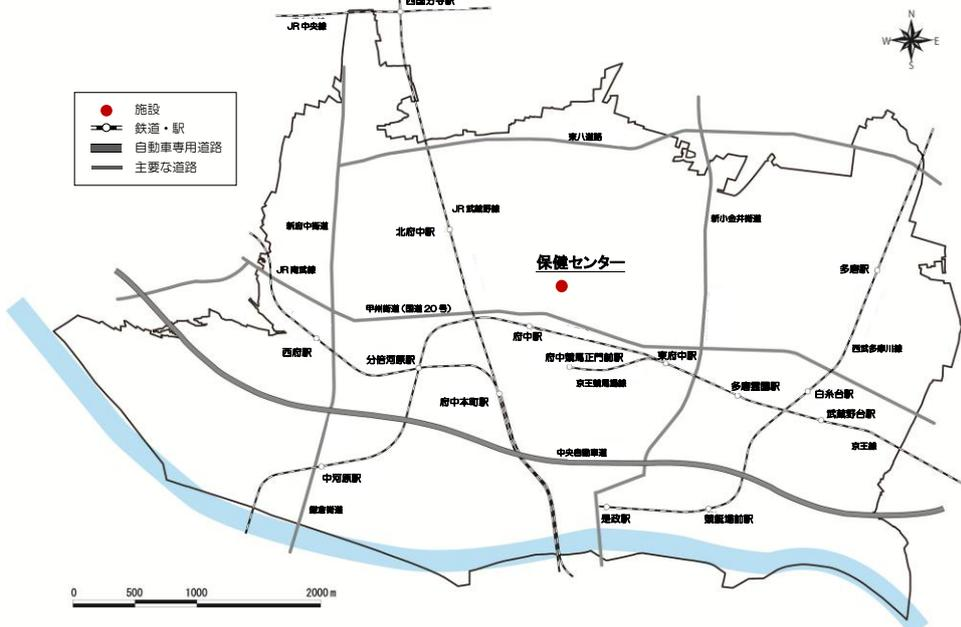 西国分寺駅
JR 中央線
N
W
E
S
施設
鉄道・駅
自動車専用道路
主要な道路
東八道路
新府中街道
北府中駅
JR 武蔵野線
新小金井街道
保健センター
多磨駅
JR 南武線
甲州街道（国道 20 号）
府中駅
西府駅
分倍河原駅
府中競馬正門前駅
東府中駅
西武多摩川線
京王競馬場線
多磨霊園駅
白糸台駅
府中本町駅
武蔵野台駅
京王線
中央自動車道
中河原駅
鎌倉街道
是政駅
競艇場前駅
0 500 1000 2000 m